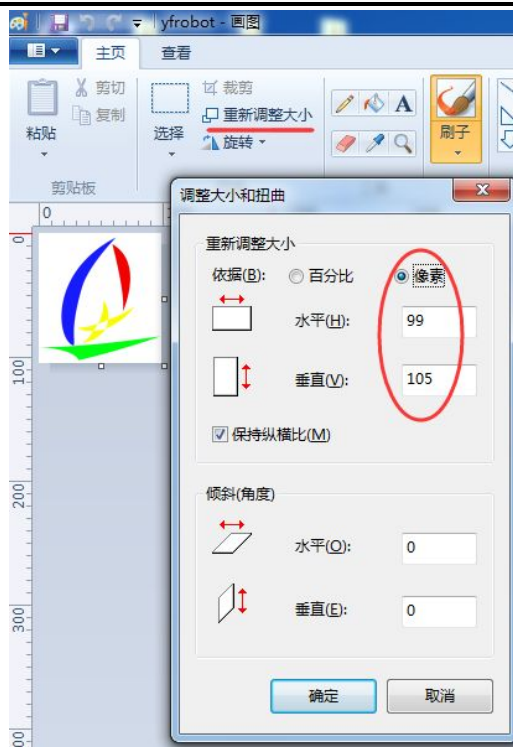 yfrobot - 画图
主页 查看
剪切
复制
粘贴
剪贴板
选择
裁剪
重新调整大小
旋转
A
刷子
0
0
100
200
300
调整大小和扭曲
重新调整大小
依据(B): 百分比 像素
水平(H): 99
垂直(V): 105
保持纵横比(M)
倾斜(角度)
水平(O): 0
垂直(E): 0
确定 取消